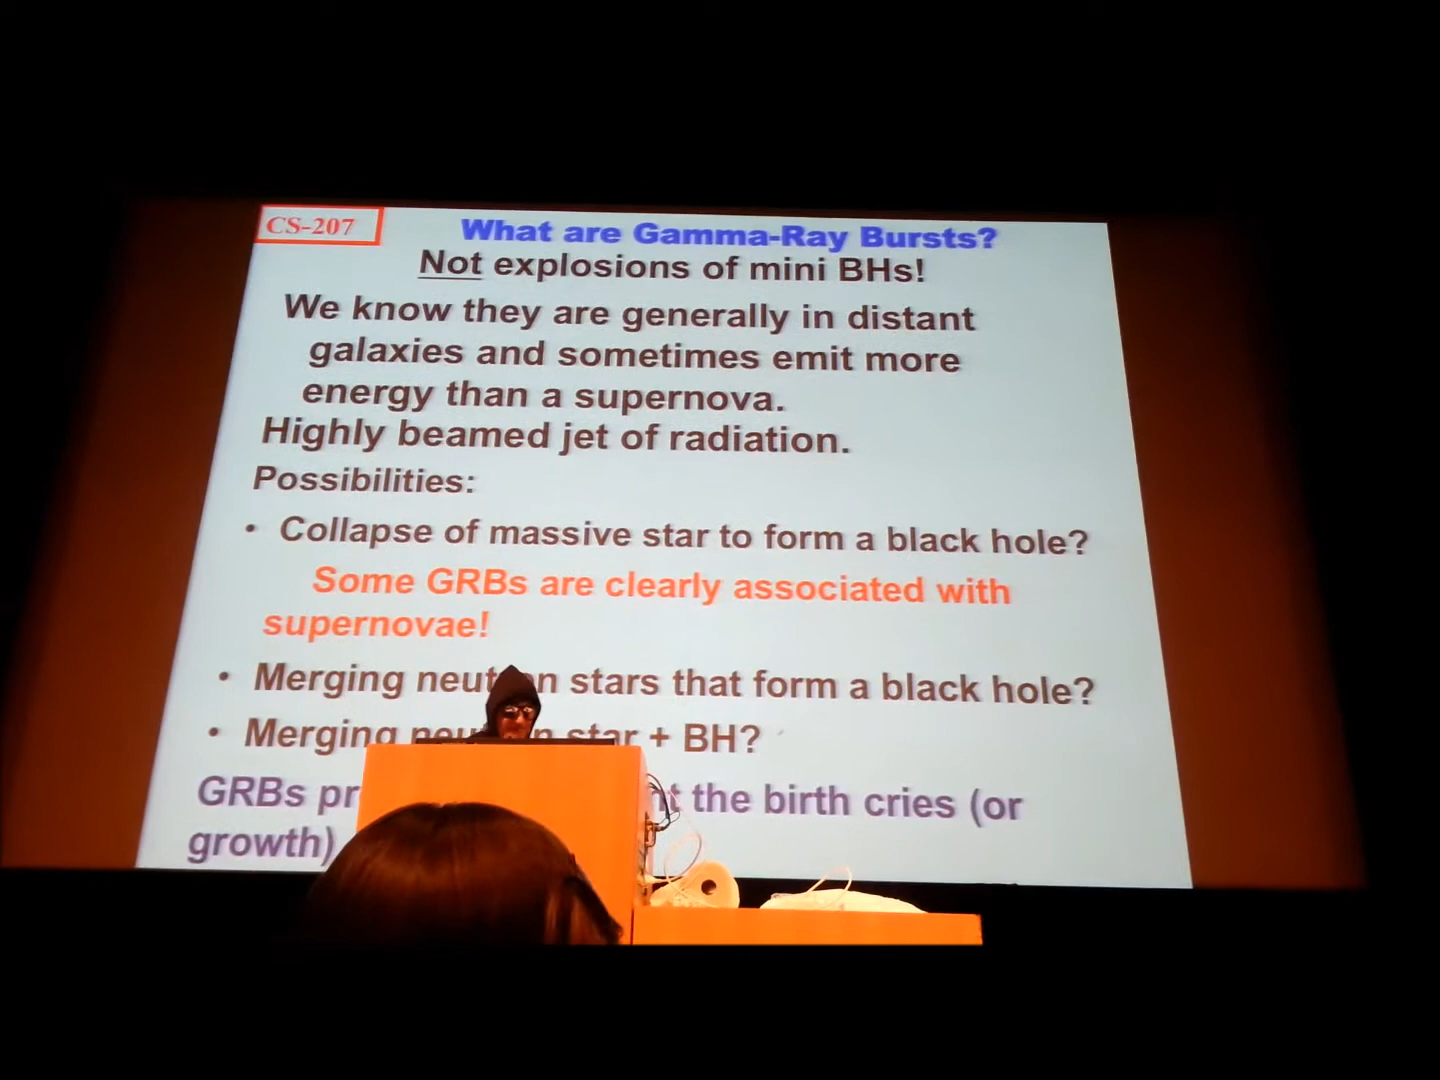 CS-207
What are Gamma-Ray Bursts?
Not explosions of mini BHs!
We know they are generally in distant
galaxies and sometimes emit more
energy than a supernova.
Highly beamed jet of radiation.
Possibilities:
• Collapse of massive star to form a black hole?
Some GRBs are clearly associated with
supernovae!
• Merging neutron stars that form a black hole?
• Merging neutron star + BH?
GRBs the birth cries (or
growth)